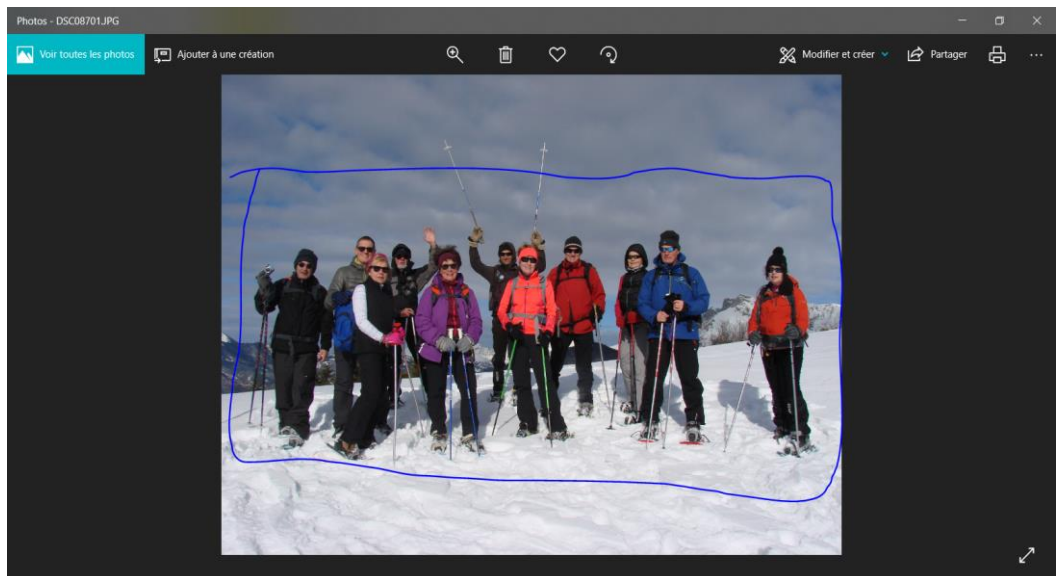 Photos - DSC08701.JPG
Voir toutes les photos
Ajouter à une création
Modifier et créer
Partager